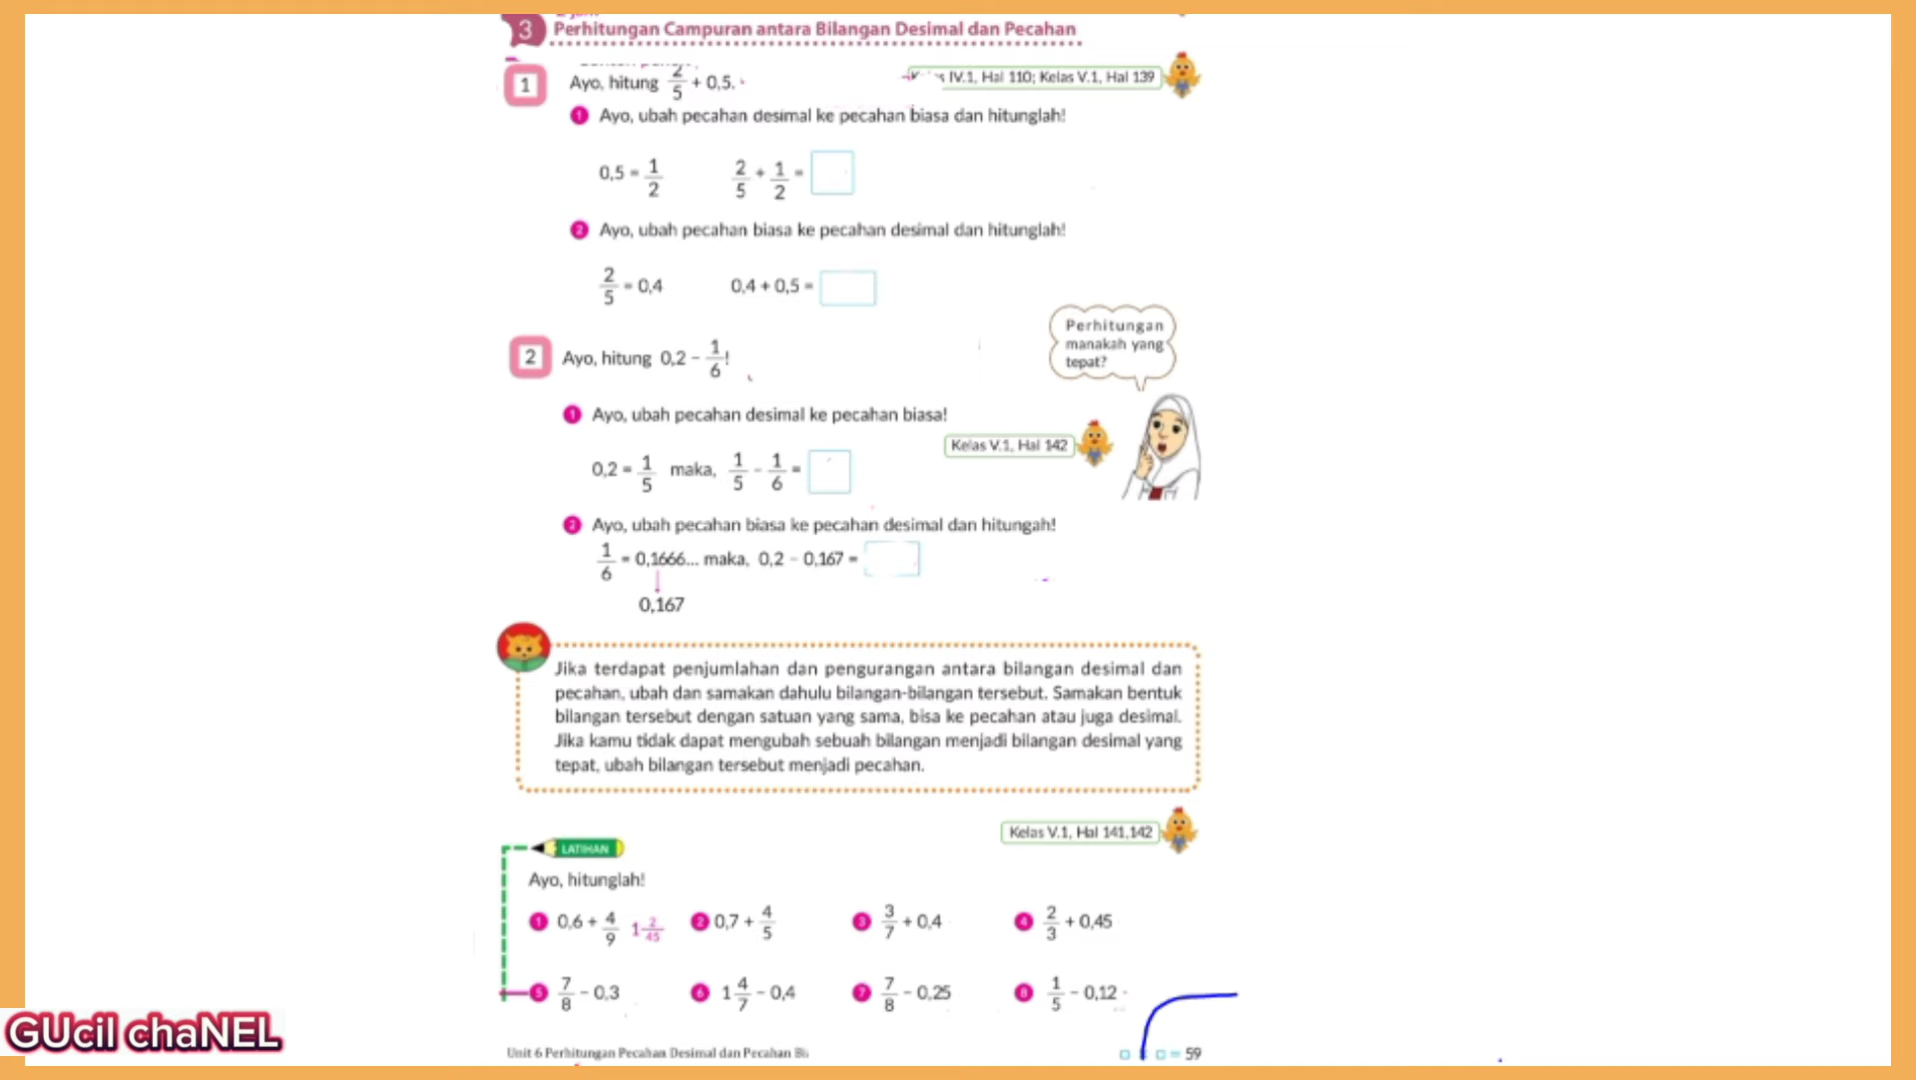 3 Perhitungan Campuran antara Bilangan Desimal dan Pecahan
1 Ayo, hitung 2/5 + 0,5.
IV.1, Hal 110; Kelas V.1, Hal 139
1 Ayo, ubah pecahan desimal ke pecahan biasa dan hitunglah!
0,5 = 1/2 2/5 + 1/2 =
2 Ayo, ubah pecahan biasa ke pecahan desimal dan hitunglah!
2/5 = 0,4 0,4 + 0,5 =
Perhitungan
manakah yang
tepat?
2 Ayo, hitung 0,2 - 1/6!
1 Ayo, ubah pecahan desimal ke pecahan biasa!
Kelas V.1, Hal 142
0,2 = 1/5 maka, 1/5 - 1/6 =
2 Ayo, ubah pecahan biasa ke pecahan desimal dan hitungah!
1/6 = 0,1666... maka, 0,2 - 0,167 =
0,167
Jika terdapat penjumlahan dan pengurangan antara bilangan desimal dan
pecahan, ubah dan samakan dahulu bilangan-bilangan tersebut. Samakan bentuk
bilangan tersebut dengan satuan yang sama, bisa ke pecahan atau juga desimal.
Jika kamu tidak dapat mengubah sebuah bilangan menjadi bilangan desimal yang
tepat, ubah bilangan tersebut menjadi pecahan.
Kelas V.1, Hal 141,142
LATIHAN
Ayo, hitunglah!
1 0,6 + 4/9 1 2/45 2 0,7 + 4/5 3 3/7 + 0,4 4 2/3 + 0,45
5 7/8 - 0,3 6 1 4/7 - 0,4 7 7/8 - 0,25 8 1/5 - 0,12
GUcil chaNEL
Unit 6 Perhitungan Pecahan Desimal dan Pecahan
= 59